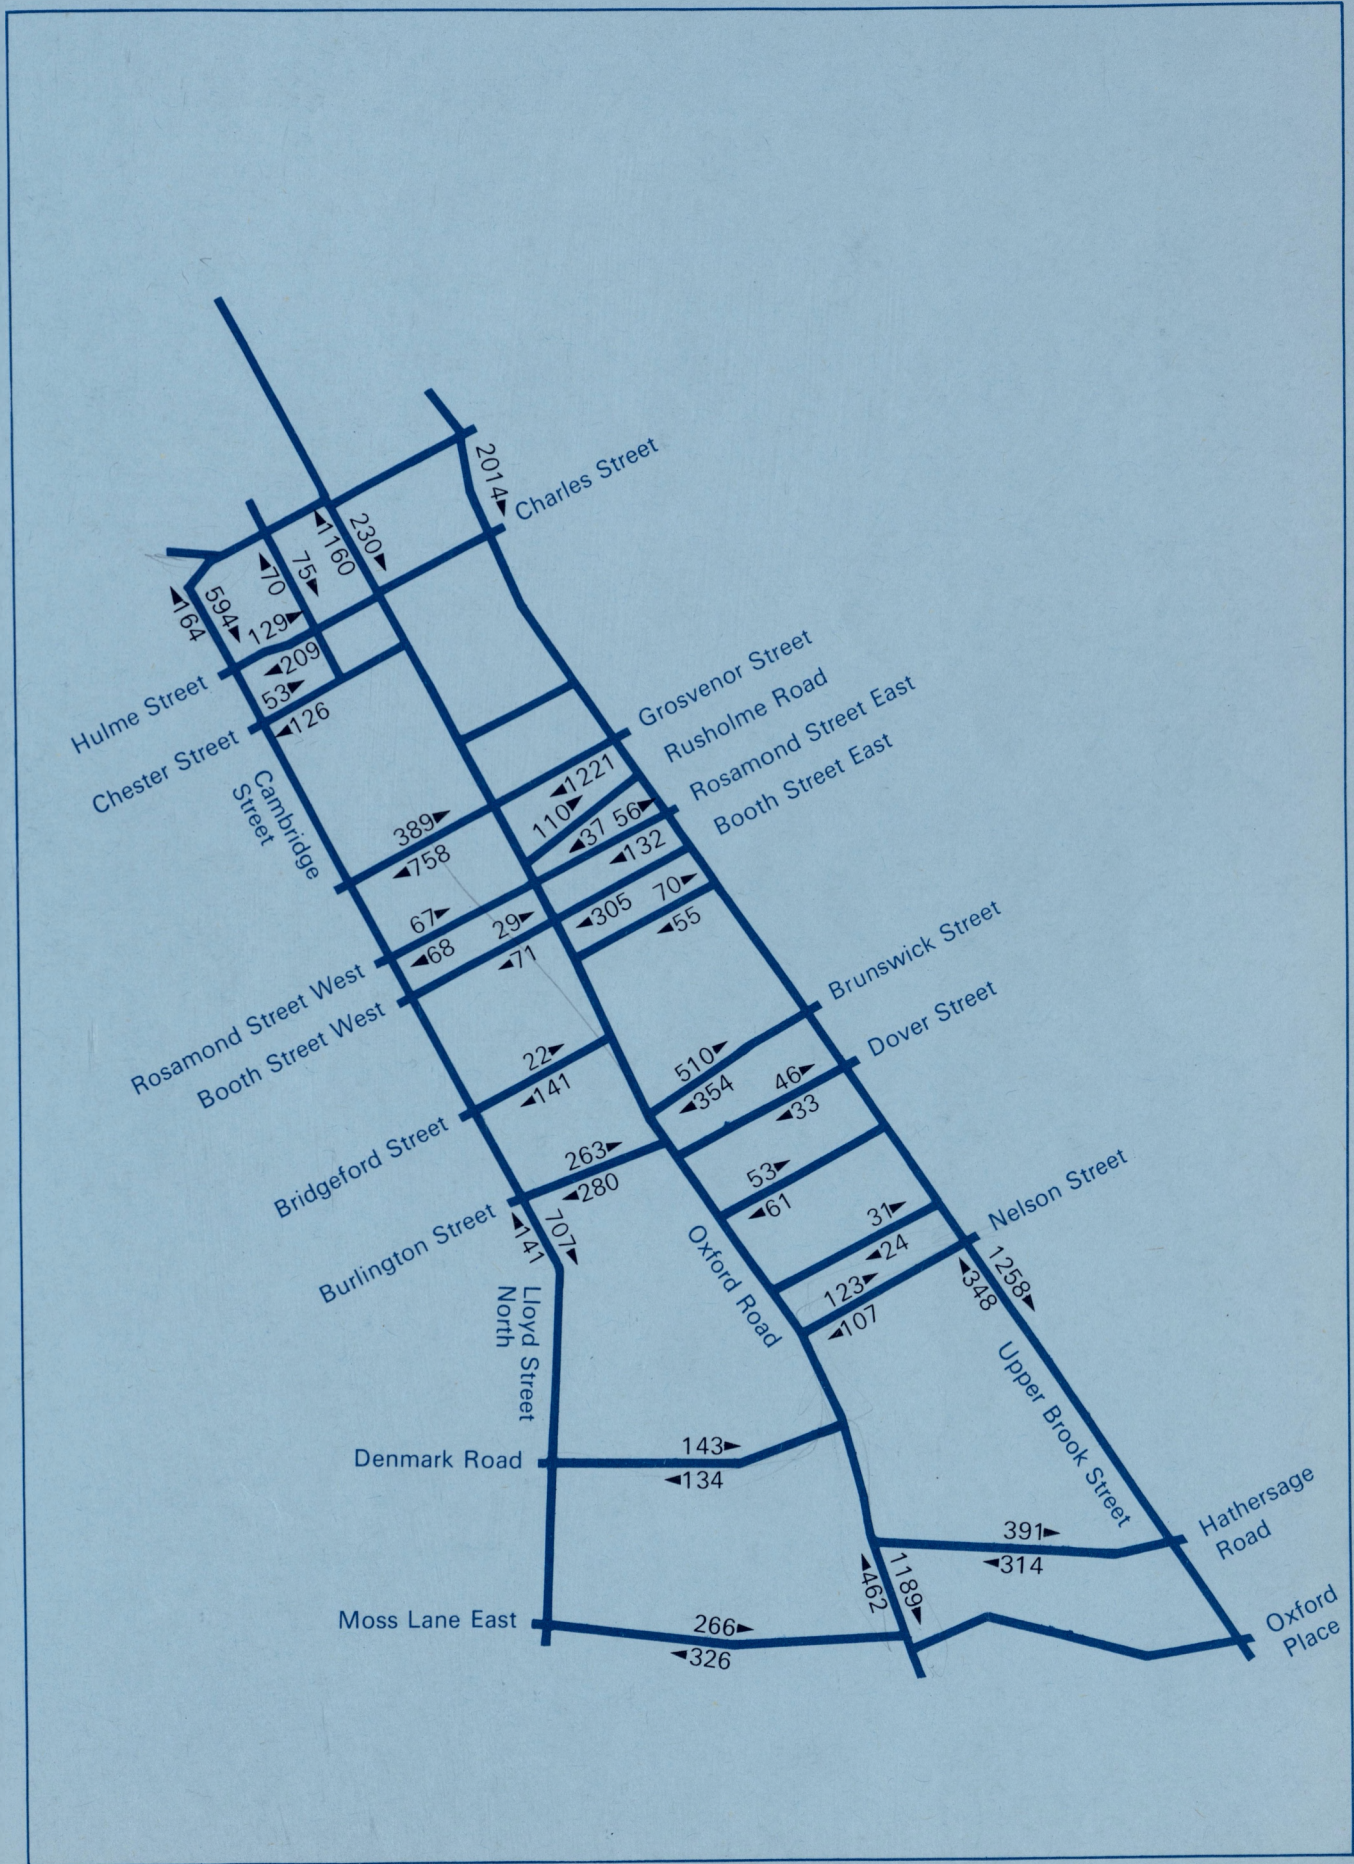 2014►
Charles Street
◄1160
230►
◄70
75►
◄164
594►
129►
◄209
Hulme Street
53►
◄126
Chester Street
Cambridge
Street
Grosvenor Street
Rusholme Road
Rosamond Street East
Booth Street East
◄1221
110►
◄37
56►
◄132
389►
◄758
67►
◄68
29►
◄71
◄305
70►
◄55
Rosamond Street West
Booth Street West
Brunswick Street
Dover Street
22►
◄141
510►
◄354
46►
◄33
Bridgeford Street
263►
◄280
53►
◄61
Burlington Street
◄141
707►
31►
◄24
Nelson Street
123►
◄107
Oxford Road
◄348
1258►
Lloyd Street
North
Upper Brook Street
Denmark Road
143►
◄134
391►
◄314
Hathersage
Road
◄462
1189►
Moss Lane East
266►
◄326
Oxford
Place